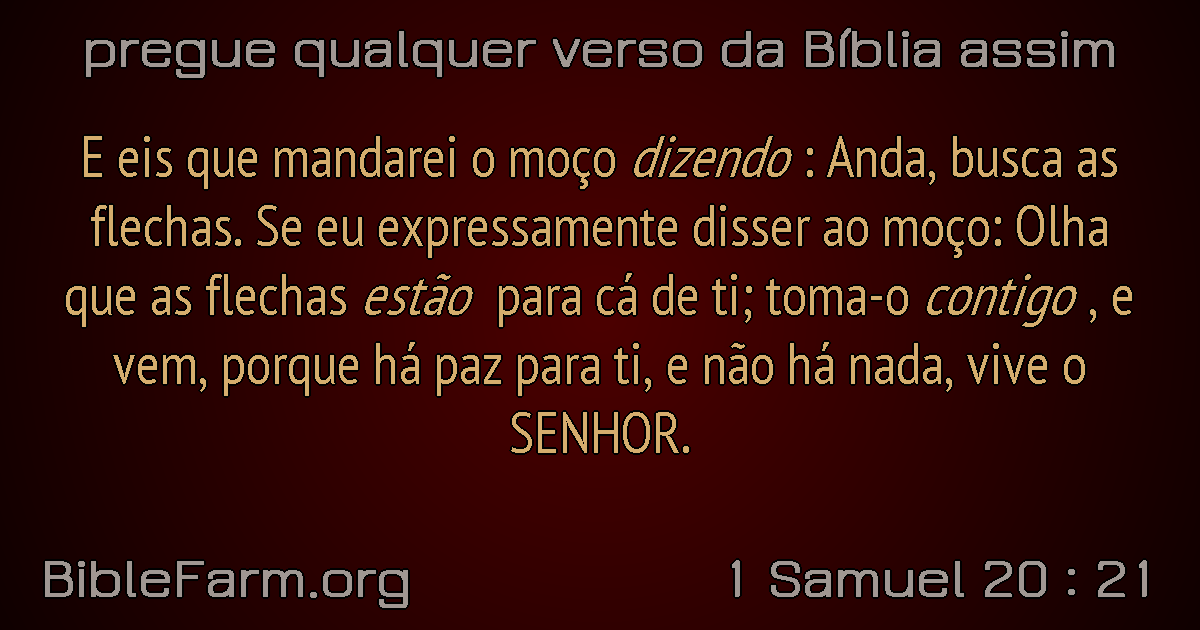 pregue qualquer verso da Bíblia assim
E eis que mandarei o moço dizendo : Anda, busca as
flechas. Se eu expressamente disser ao moço: Olha
que as flechas estão para cá de ti; toma-o contigo , e
vem, porque há paz para ti, e não há nada, vive o
SENHOR.
BibleFarm.org
1 Samuel 20 : 21